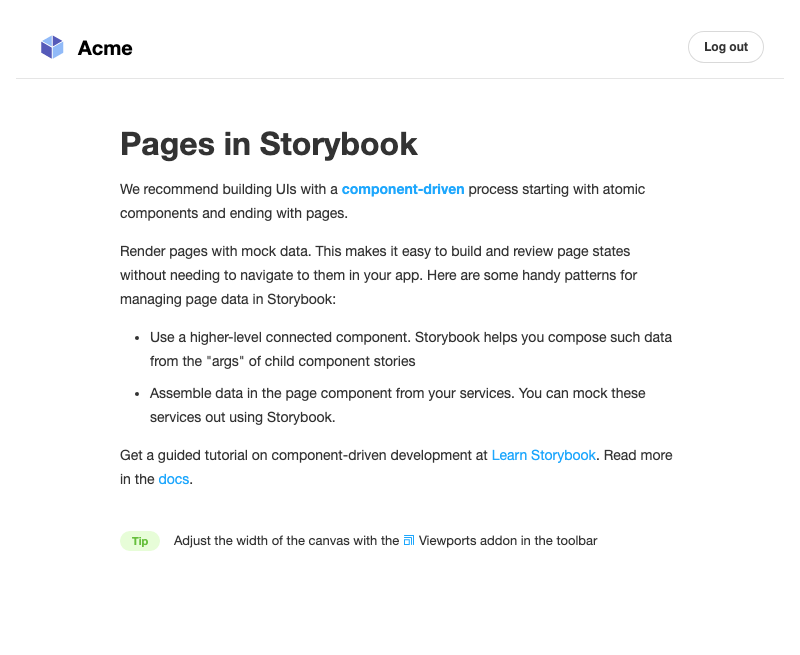 Acme
Log out
Pages in Storybook
We recommend building UIs with a component-driven process starting with atomic
components and ending with pages.
Render pages with mock data. This makes it easy to build and review page states
without needing to navigate to them in your app. Here are some handy patterns for
managing page data in Storybook:
• Use a higher-level connected component. Storybook helps you compose such data
from the "args" of child component stories
• Assemble data in the page component from your services. You can mock these
services out using Storybook.
Get a guided tutorial on component-driven development at Learn Storybook. Read more
in the docs.
Tip Adjust the width of the canvas with the Viewports addon in the toolbar